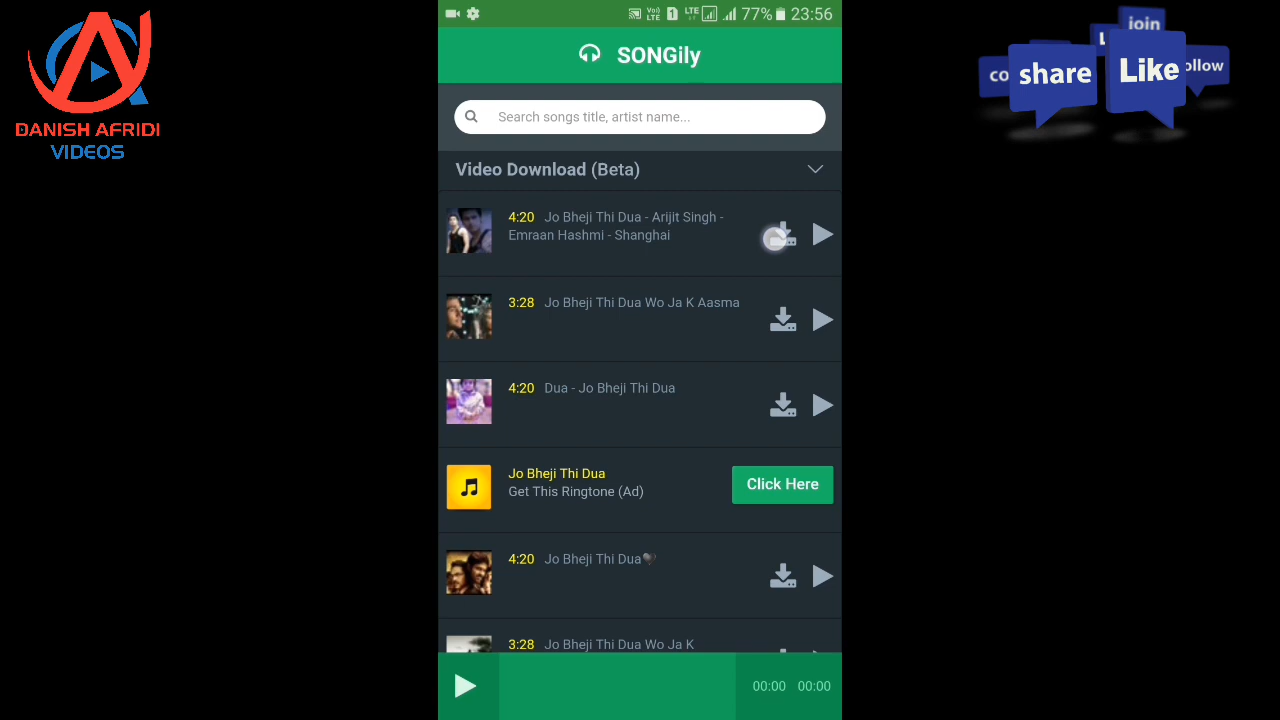 DANISH AFRIDI
VIDEOS
77% 23:56
SONGily
Search songs title, artist name...
Video Download (Beta)
4:20 Jo Bheji Thi Dua - Arijit Singh -
Emraan Hashmi - Shanghai
3:28 Jo Bheji Thi Dua Wo Ja K Aasma
4:20 Dua - Jo Bheji Thi Dua
Jo Bheji Thi Dua
Get This Ringtone (Ad)
Click Here
4:20 Jo Bheji Thi Dua
3:28 Jo Bheji Thi Dua Wo Ja K
00:00 00:00
join
share
Like